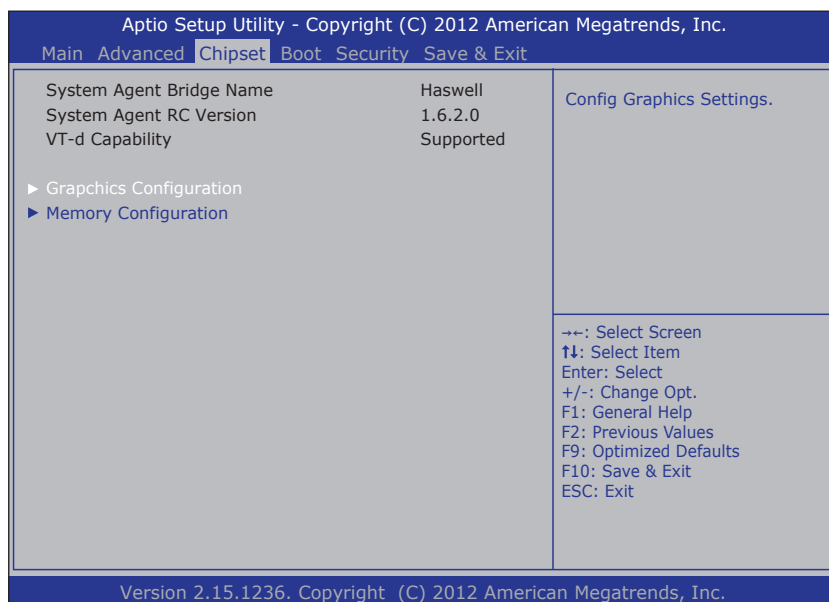 Aptio Setup Utility - Copyright (C) 2012 American Megatrends, Inc.
Main Advanced Chipset Boot Security Save & Exit
System Agent Bridge Name Haswell
System Agent RC Version 1.6.2.0
VT-d Capability Supported
► Grapchics Configuration
► Memory Configuration
Config Graphics Settings.
→←: Select Screen
↑↓: Select Item
Enter: Select
+/-: Change Opt.
F1: General Help
F2: Previous Values
F9: Optimized Defaults
F10: Save & Exit
ESC: Exit
Version 2.15.1236. Copyright (C) 2012 American Megatrends, Inc.